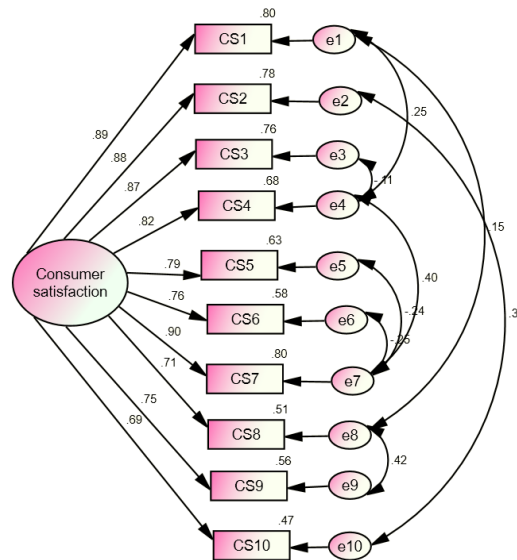 .80
CS1
e1
.78
CS2
e2
.25
.89
.76
.88
CS3
e3
.87
.68
-.11
CS4
e4
.82
.15
.63
Consumer
satisfaction
.79
CS5
e5
.40
.76
.58
-.24
.3
CS6
e6
.90
.80
-.25
.71
CS7
e7
.75
.51
.69
CS8
e8
.56
.42
CS9
e9
.47
CS10
e10